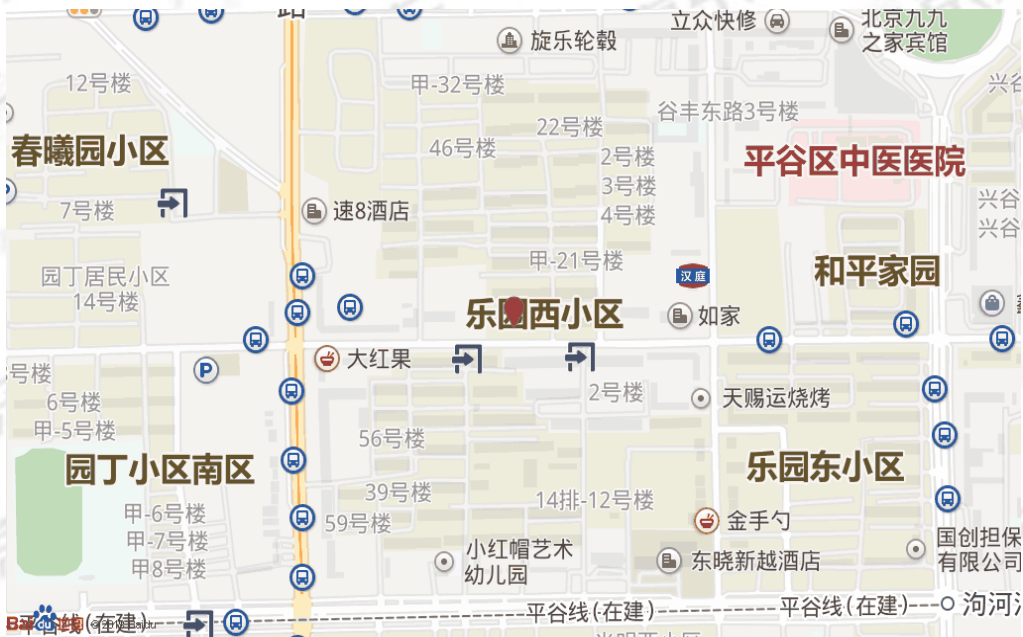 路
立众快修
北京九九
之家宾馆
旋乐轮毂
12号楼
甲-32号楼
谷丰东路3号楼
22号楼
46号楼
春曦园小区
2号楼
平谷区中医医院
3号楼
7号楼
速8酒店
4号楼
兴谷
兴谷
兴谷
园丁居民小区
14号楼
甲-21号楼
汉庭
和平家园
乐园西小区
如家
大红果
号楼
6号楼
甲-5号楼
2号楼
天赐运烧烤
56号楼
园丁小区南区
乐园东小区
39号楼
14排-12号楼
甲-6号楼
59号楼
金手勺
甲-7号楼
甲8号楼
小红帽艺术
幼儿园
东晓新越酒店
国创担保
有限公司
平谷线(在建)
平谷线(在建)
平谷线(在建)
泃河
P